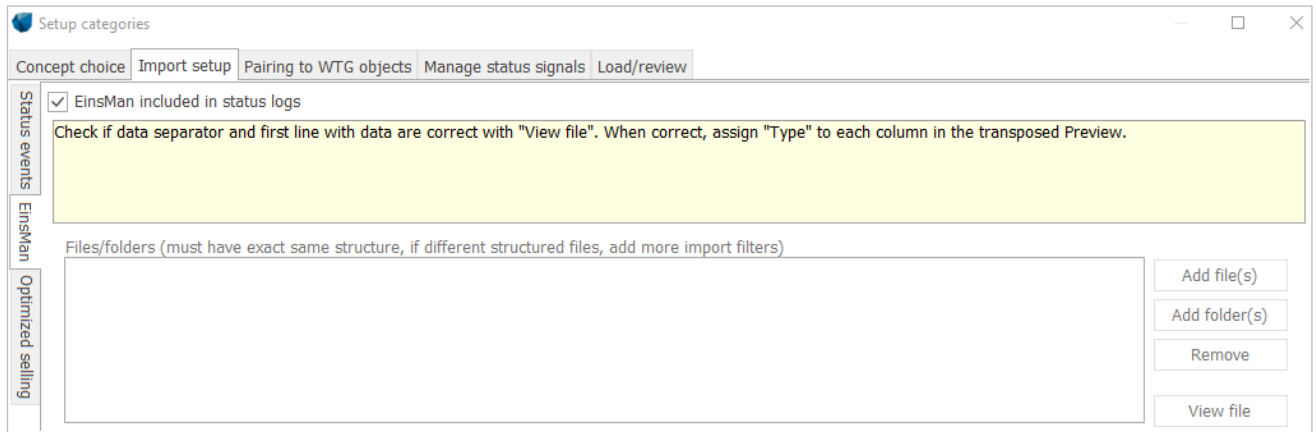 Setup categories
Concept choice Import setup Pairing to WTG objects Manage status signals Load/review
Status events
EinsMan
Optimized selling
EinsMan included in status logs
Check if data separator and first line with data are correct with "View file". When correct, assign "Type" to each column in the transposed Preview.
Files/folders (must have exact same structure, if different structured files, add more import filters)
Add file(s)
Add folder(s)
Remove
View file